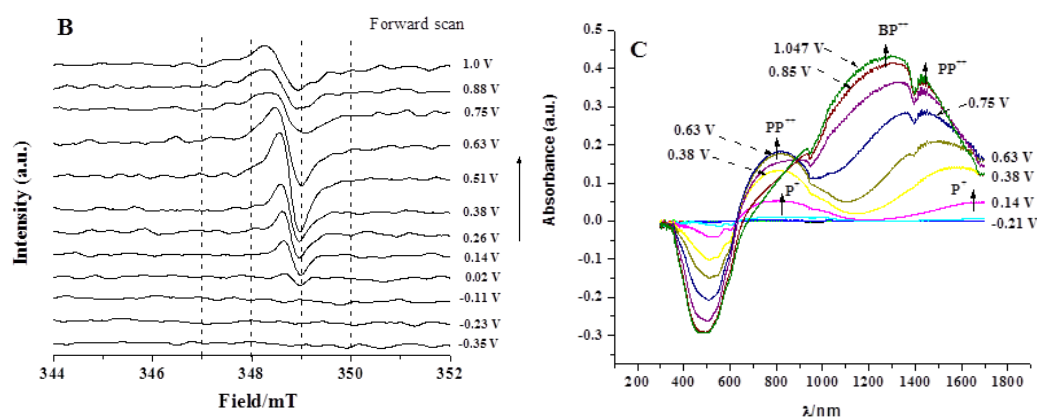 B
Forward scan
1.0 V
0.88 V
0.75 V
0.63 V
0.51 V
0.38 V
0.26 V
0.14 V
0.02 V
-0.11 V
-0.23 V
-0.35 V
Intensity (a.u.)
344 346 348 350 352
Field/mT
C
0.5
0.4
0.3
0.2
0.1
0.0
-0.1
-0.2
-0.3
Absorbance (a.u.)
BP⁺⁺
1.047 V
0.85 V
PP⁺⁺
0.75 V
0.63 V
PP⁺⁺
0.38 V
P⁺
P⁺
0.63 V
0.38 V
0.14 V
-0.21 V
200 400 600 800 1000 1200 1400 1600 1800
λ/nm